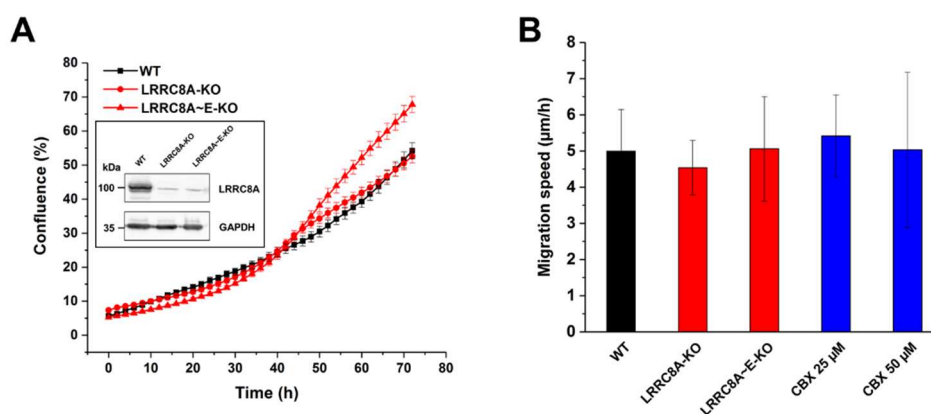 A
WT
LRRC8A-KO
LRRC8A~E-KO
Confluence (%)
80
70
60
50
40
30
20
10
0
kDa
WT
LRRC8A-KO
LRRC8A~E-KO
100
LRRC8A
35
GAPDH
0 10 20 30 40 50 60 70 80
Time (h)
B
Migration speed (µm/h)
8
7
6
5
4
3
2
1
0
WT
LRRC8A-KO
LRRC8A~E-KO
CBX 25 µM
CBX 50 µM